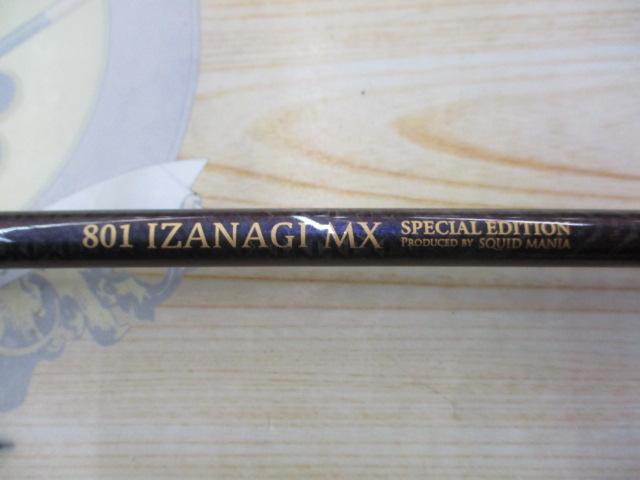 801 IZANAGI MX SPECIAL EDITION
PRODUCED BY SQUID MANIA